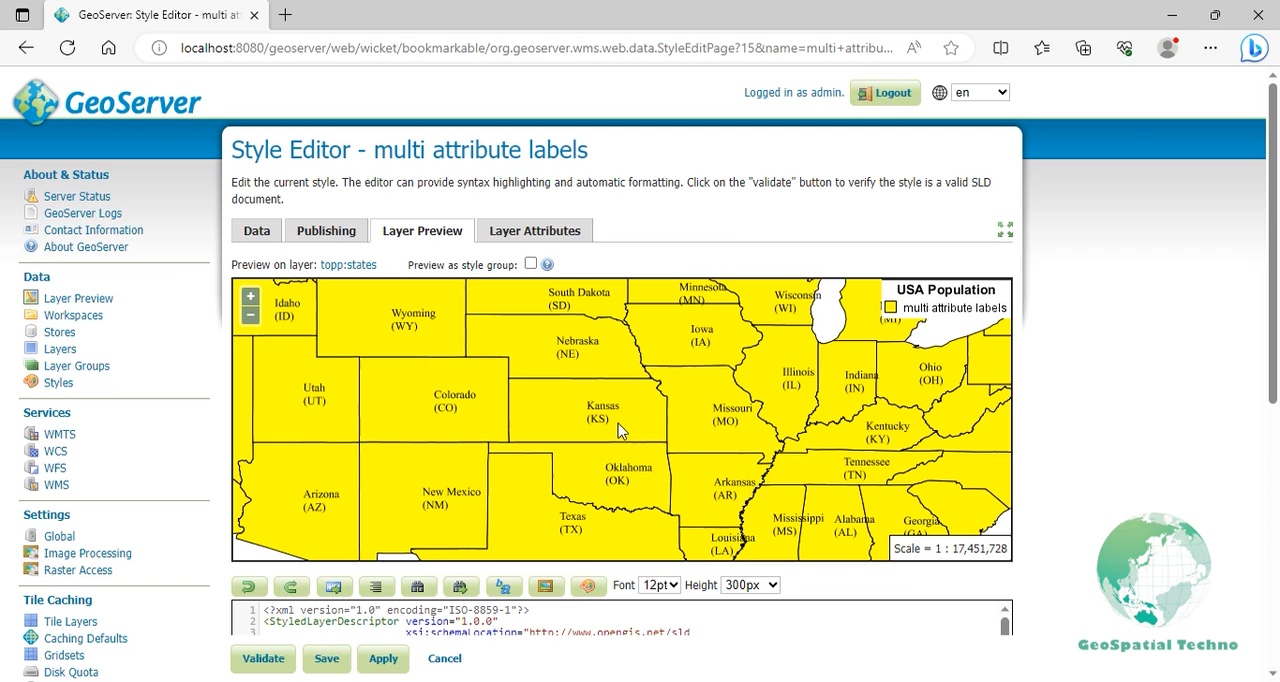 GeoServer: Style Editor - multi at
localhost:8080/geoserver/web/wicket/bookmarkable/org.geoserver.wms.web.data.StyleEditPage?15&name=multi+attribu...
GeoServer
Logged in as admin.
Logout
en
About & Status
Server Status
GeoServer Logs
Contact Information
About GeoServer
Data
Layer Preview
Workspaces
Stores
Layers
Layer Groups
Styles
Services
WMTS
WCS
WFS
WMS
Settings
Global
Image Processing
Raster Access
Tile Caching
Tile Layers
Caching Defaults
Gridsets
Disk Quota
Style Editor - multi attribute labels
Edit the current style. The editor can provide syntax highlighting and automatic formatting. Click on the "validate" button to verify the style is a valid SLD
document.
Data
Publishing
Layer Preview
Layer Attributes
Preview on layer: topp:states
Preview as style group:
+
-
USA Population
multi attribute labels
Idaho
(ID)
Wyoming
(WY)
South Dakota
(SD)
Minnesota
(MN)
Wisconsin
(WI)
(MI)
Iowa
(IA)
Nebraska
(NE)
Illinois
(IL)
Indiana
(IN)
Ohio
(OH)
Utah
(UT)
Colorado
(CO)
Kansas
(KS)
Missouri
(MO)
Kentucky
(KY)
Tennessee
(TN)
Oklahoma
(OK)
Arkansas
(AR)
Arizona
(AZ)
New Mexico
(NM)
Texas
(TX)
Mississippi
(MS)
Alabama
(AL)
Georgia
Louisiana
(LA)
Scale = 1 : 17,451,728
Font 12pt Height 300px
1 <?xml version="1.0" encoding="ISO-8859-1"?>
2 <StyledLayerDescriptor version="1.0.0"
3 xsi:schemaLocation="http://www.opengis.net/sld
Validate
Save
Apply
Cancel
GeoSpatial Techno